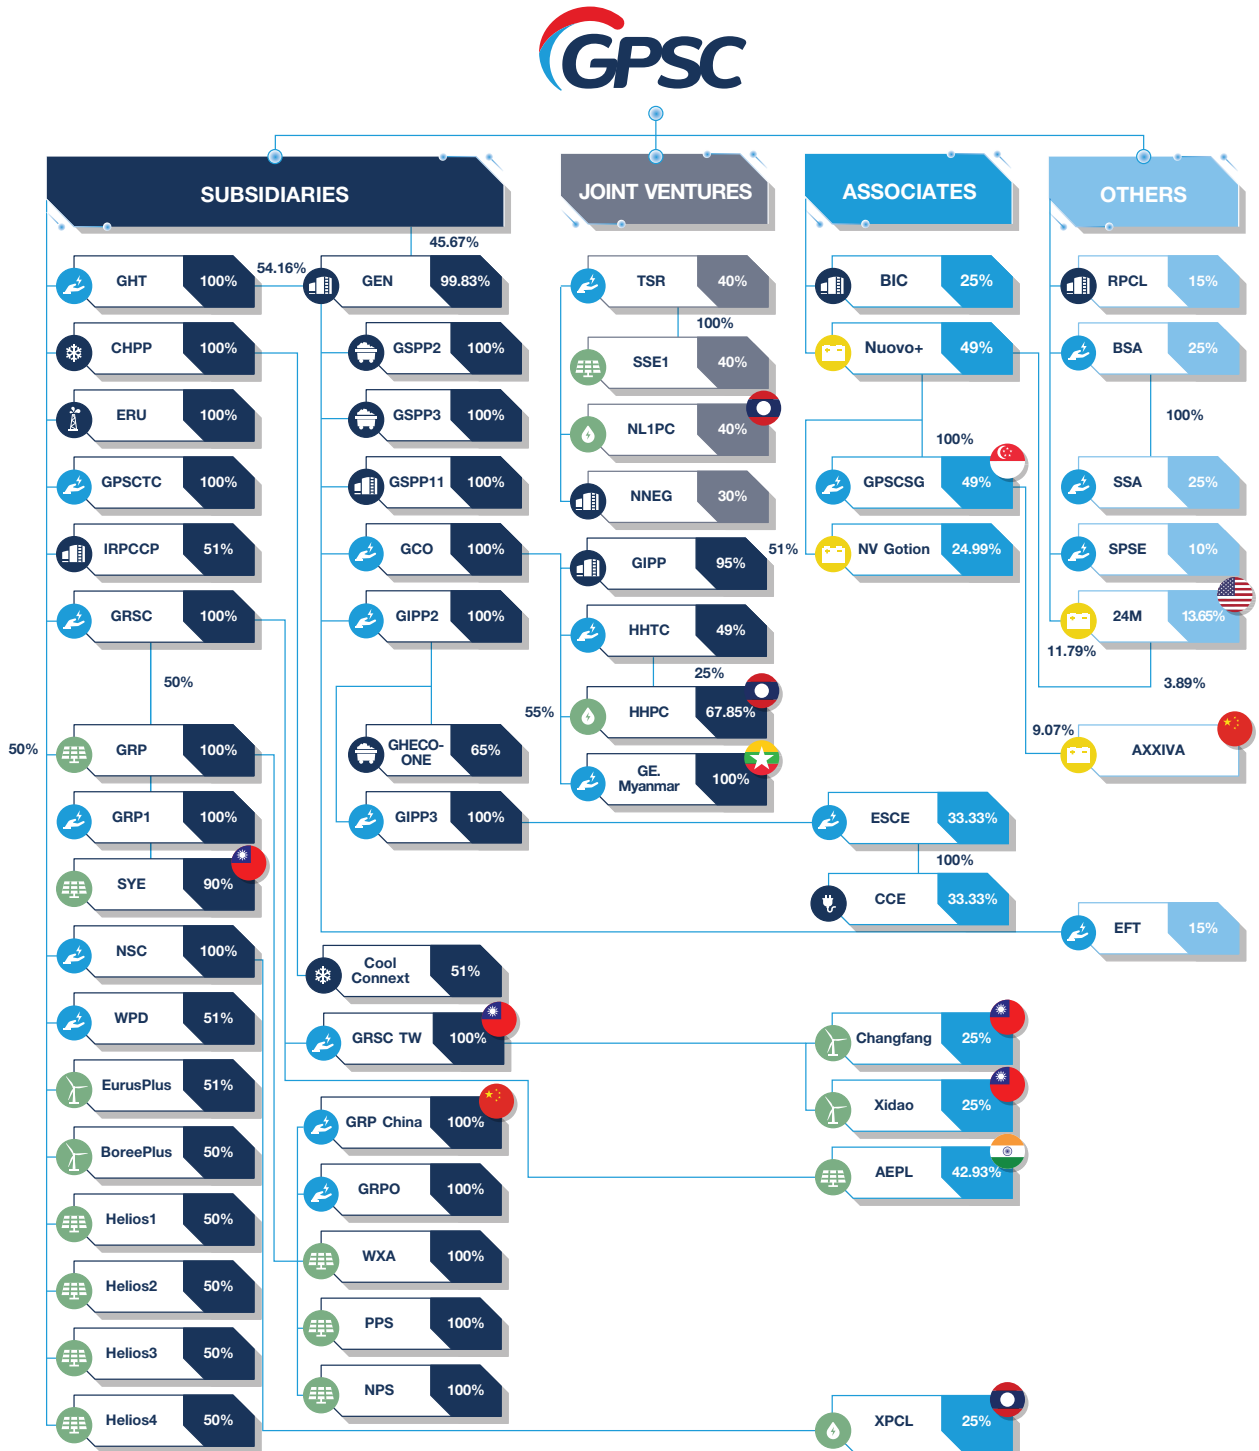 GPSC
SUBSIDIARIES
JOINT VENTURES
ASSOCIATES
OTHERS
45.67%
GHT 100%
54.16%
GEN 99.83%
TSR 40%
BIC 25%
RPCL 15%
100%
CHPP 100%
GSPP2 100%
SSE1 40%
Nuovo+ 49%
BSA 25%
ERU 100%
GSPP3 100%
NL1PC 40%
100%
100%
GPSCTC 100%
GSPP11 100%
NNEG 30%
GPSCSG 49%
SSA 25%
IRPCCP 51%
GCO 100%
GIPP 95%
51%
NV Gotion 24.99%
SPSE 10%
GRSC 100%
GIPP2 100%
HHTC 49%
24M 13.65%
11.79%
50%
25%
3.89%
55%
HHPC 67.85%
50%
GRP 100%
GHECO-
ONE 65%
GE.
Myanmar 100%
9.07%
AXXIVA
GRP1 100%
GIPP3 100%
ESCE 33.33%
100%
SYE 90%
CCE 33.33%
EFT 15%
NSC 100%
Cool
Connext 51%
WPD 51%
GRSC TW 100%
Changfang 25%
EurusPlus 51%
GRP China 100%
Xidao 25%
BoreePlus 50%
GRPO 100%
AEPL 42.93%
Helios1 50%
WXA 100%
Helios2 50%
PPS 100%
Helios3 50%
NPS 100%
Helios4 50%
XPCL 25%